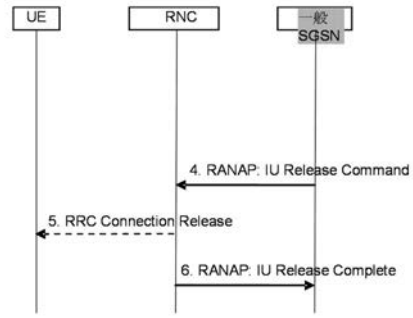 UE
RNC
一般
SGSN
4. RANAP: IU Release Command
5. RRC Connection Release
6. RANAP: IU Release Complete